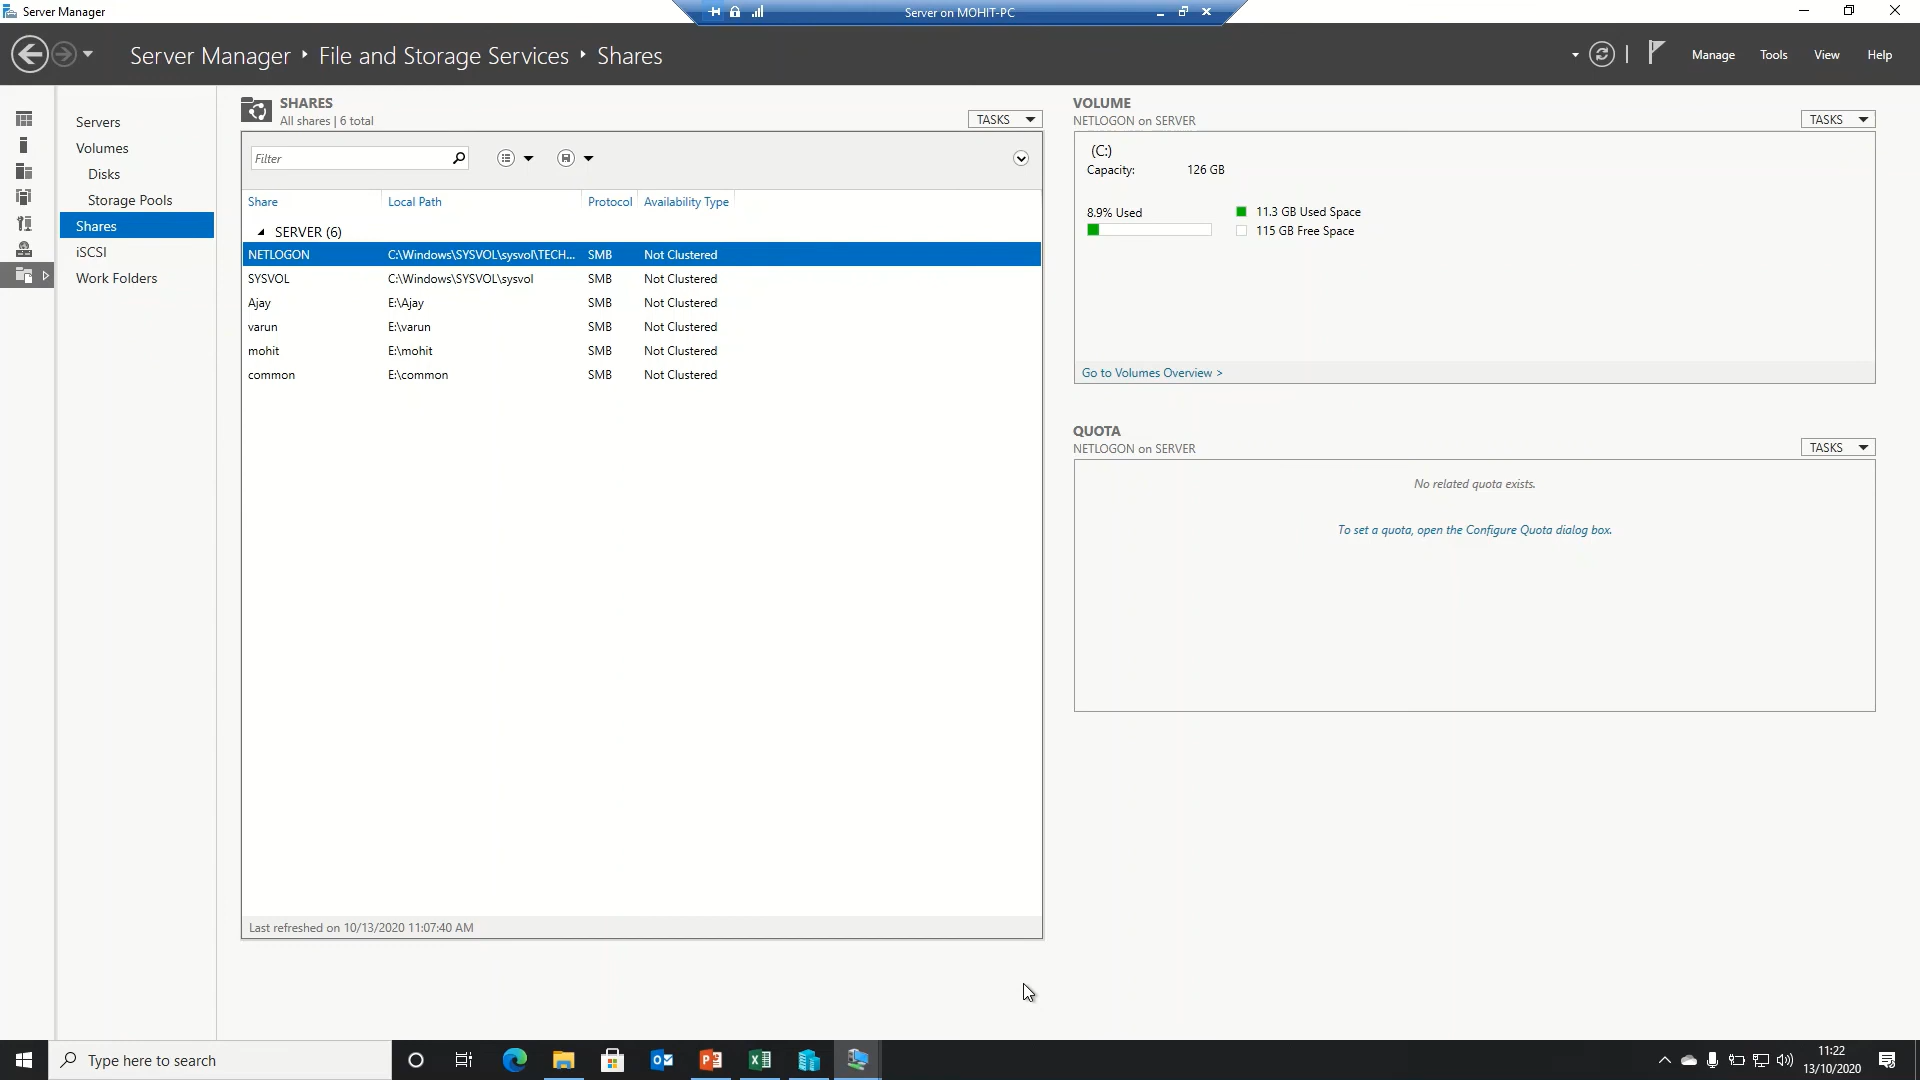 Server Manager
Server on MOHIT-PC
Server Manager ‣ File and Storage Services ‣ Shares
Manage
Tools
View
Help
Servers
Volumes
Disks
Storage Pools
Shares
iSCSI
Work Folders
SHARES
All shares | 6 total
TASKS
Filter
Share Local Path Protocol Availability Type
SERVER (6)
NETLOGON C:\Windows\SYSVOL\sysvol\TECH... SMB Not Clustered
SYSVOL C:\Windows\SYSVOL\sysvol SMB Not Clustered
Ajay E:\Ajay SMB Not Clustered
varun E:\varun SMB Not Clustered
mohit E:\mohit SMB Not Clustered
common E:\common SMB Not Clustered
Last refreshed on 10/13/2020 11:07:40 AM
VOLUME
NETLOGON on SERVER
TASKS
(C:)
Capacity: 126 GB
8.9% Used
11.3 GB Used Space
115 GB Free Space
Go to Volumes Overview >
QUOTA
NETLOGON on SERVER
TASKS
No related quota exists.
To set a quota, open the Configure Quota dialog box.
Type here to search
11:22
13/10/2020